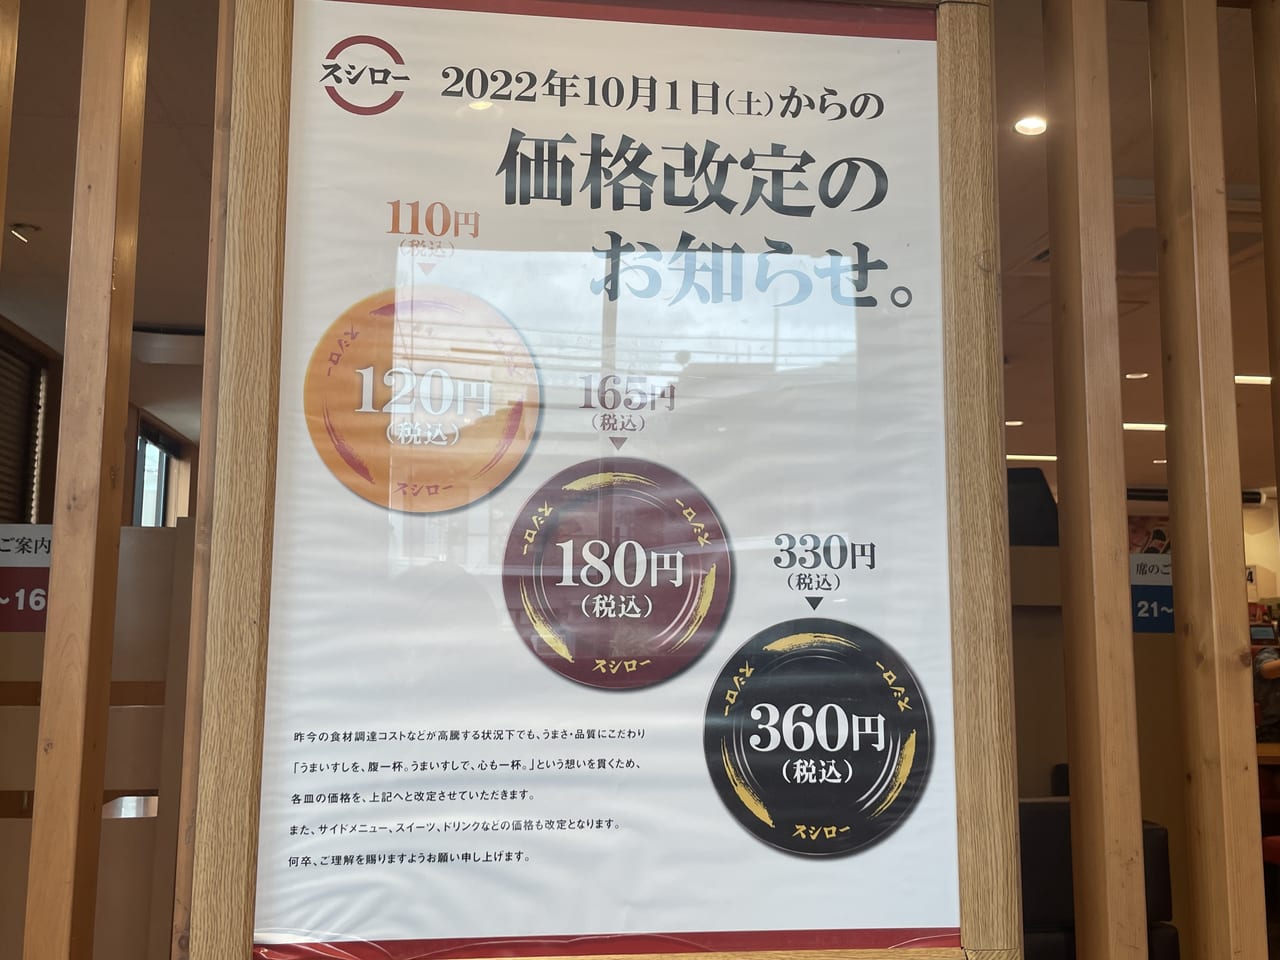 スシロー
2022年10月1日(土)からの
価格改定の
お知らせ。
110円
(税込)
120円
(税込)
スシロー
スシロー
165円
(税込)
180円
(税込)
スシロー
スシロー
スシロー
330円
(税込)
360円
(税込)
スシロー
スシロー
スシロー
昨今の食材調達コストなどが高騰する状況下でも、うまさ・品質にこだわり
「うまいすしを、腹一杯。うまいすしで、心も一杯。」という想いを貫くため、
各皿の価格を、上記へと改定させていただきます。
また、サイドメニュー、スイーツ、ドリンクなどの価格も改定となります。
何卒、ご理解を賜りますようお願い申し上げます。
ご案内
~16
席のご
21~